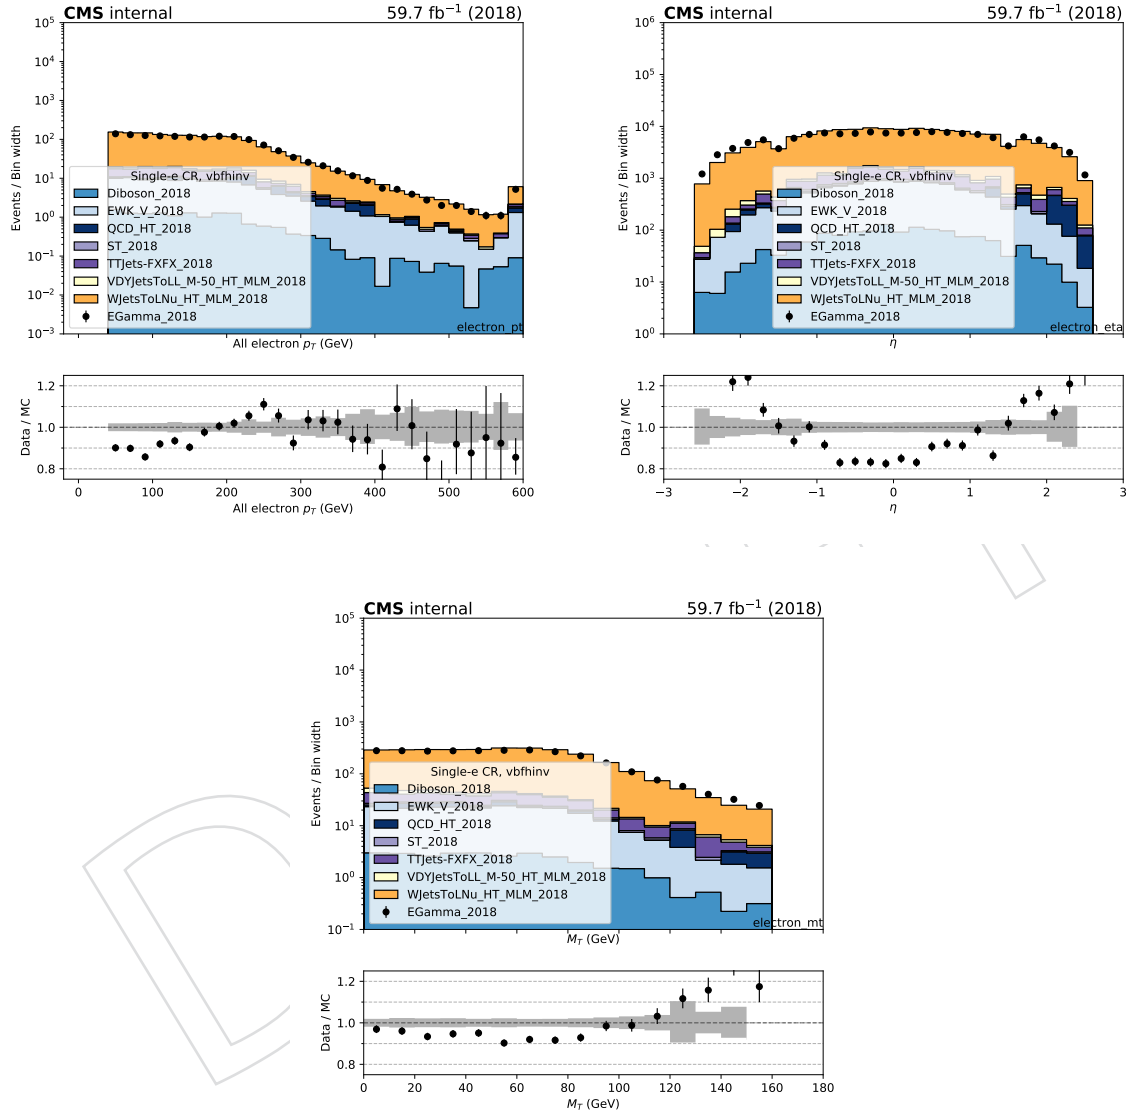 CMS internal 59.7 fb⁻¹ (2018)
10⁵
10⁴
10³
10²
10¹
10⁰
10⁻¹
10⁻²
10⁻³
Events / Bin width
Single-e CR, vbfhinv
Diboson_2018
EWK_V_2018
QCD_HT_2018
ST_2018
TTJets-FXFX_2018
VDYJetsToLL_M-50_HT_MLM_2018
WJetsToLNu_HT_MLM_2018
EGamma_2018
electron_pt
All electron p_T (GeV)
1.2
1.0
0.8
Data / MC
0 100 200 300 400 500 600
All electron p_T (GeV)
CMS internal 59.7 fb⁻¹ (2018)
10⁶
10⁵
10⁴
10³
10²
10¹
10⁰
Events / Bin width
Single-e CR, vbfhinv
Diboson_2018
EWK_V_2018
QCD_HT_2018
ST_2018
TTJets-FXFX_2018
VDYJetsToLL_M-50_HT_MLM_2018
WJetsToLNu_HT_MLM_2018
EGamma_2018
electron_eta
η
1.2
1.0
0.8
Data / MC
−3 −2 −1 0 1 2 3
η
CMS internal 59.7 fb⁻¹ (2018)
10⁵
10⁴
10³
10²
10¹
10⁰
10⁻¹
Events / Bin width
Single-e CR, vbfhinv
Diboson_2018
EWK_V_2018
QCD_HT_2018
ST_2018
TTJets-FXFX_2018
VDYJetsToLL_M-50_HT_MLM_2018
WJetsToLNu_HT_MLM_2018
EGamma_2018
electron_mt
M_T (GeV)
1.2
1.0
0.8
Data / MC
0 20 40 60 80 100 120 140 160 180
M_T (GeV)